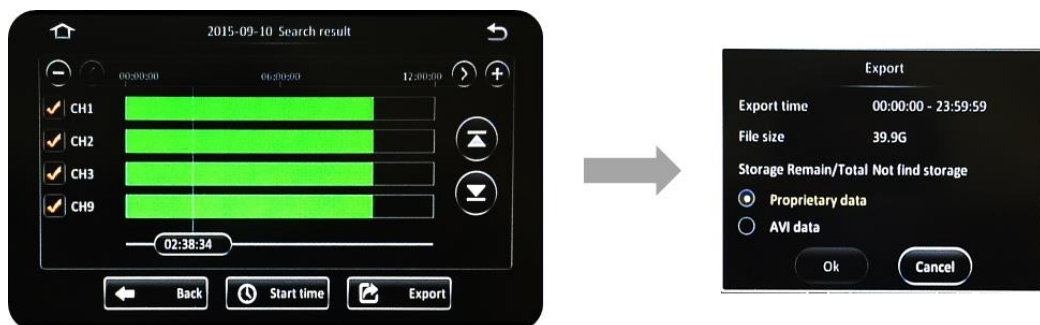 2015-09-10 Search result
00:00:00 06:00:00 12:00:00
CH1
CH2
CH3
CH9
02:38:34
Back Start time Export
Export
Export time 00:00:00 - 23:59:59
File size 39.9G
Storage Remain/Total Not find storage
Proprietary data
AVI data
Ok Cancel